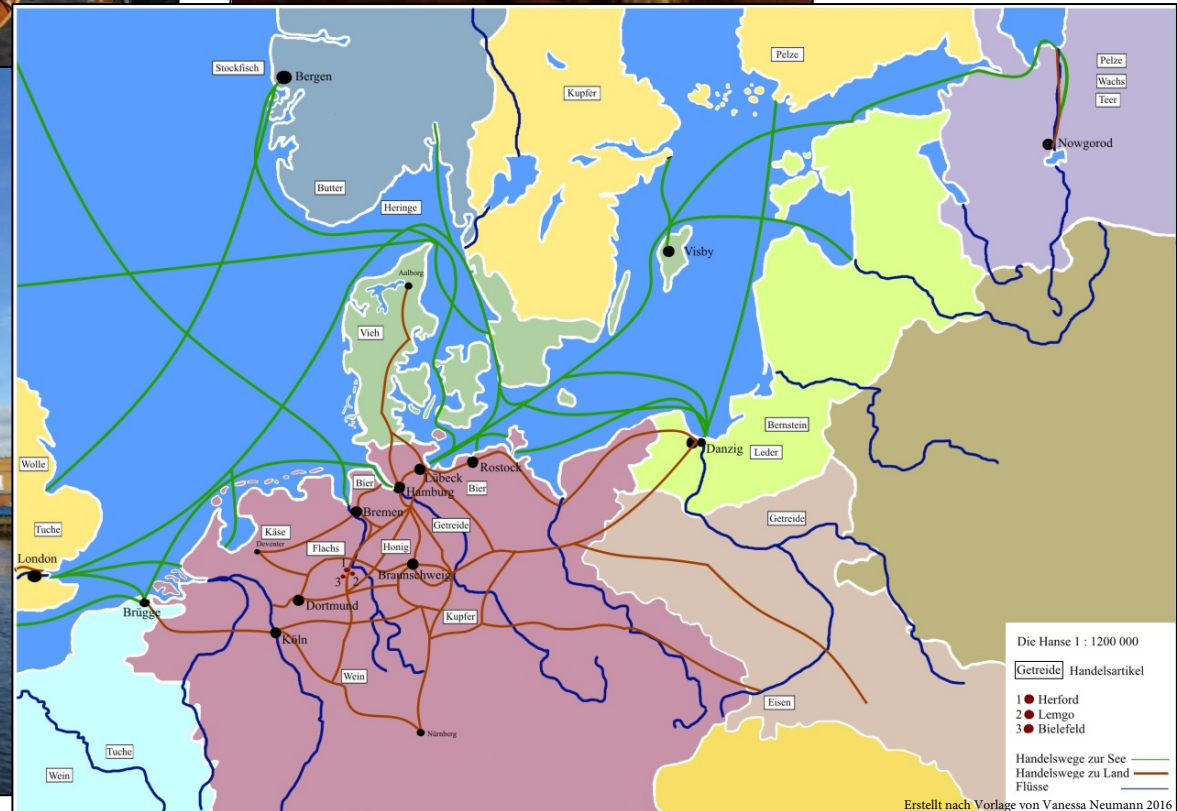 Stockfisch
Bergen
Kupfer
Pelze
Pelze
Wachs
Teer
Nowgorod
Butter
Heringe
Visby
Aalborg
Vieh
Wolle
Tuche
London
Brügge
Bernstein
Leder
Danzig
Lübeck
Rostock
Bier
Hamburg
Bier
Bremen
Getreide
Käse
Deventer
Flachs
Honig
Getreide
1
2
3
Braunschweig
Dortmund
Kupfer
Köln
Wein
Nürnberg
Eisen
Tuche
Wein
Die Hanse 1 : 1200 000
Getreide Handelsartikel
1 Herford
2 Lemgo
3 Bielefeld
Handelswege zur See
Handelswege zu Land
Flüsse
Erstellt nach Vorlage von Vanessa Neumann 2016